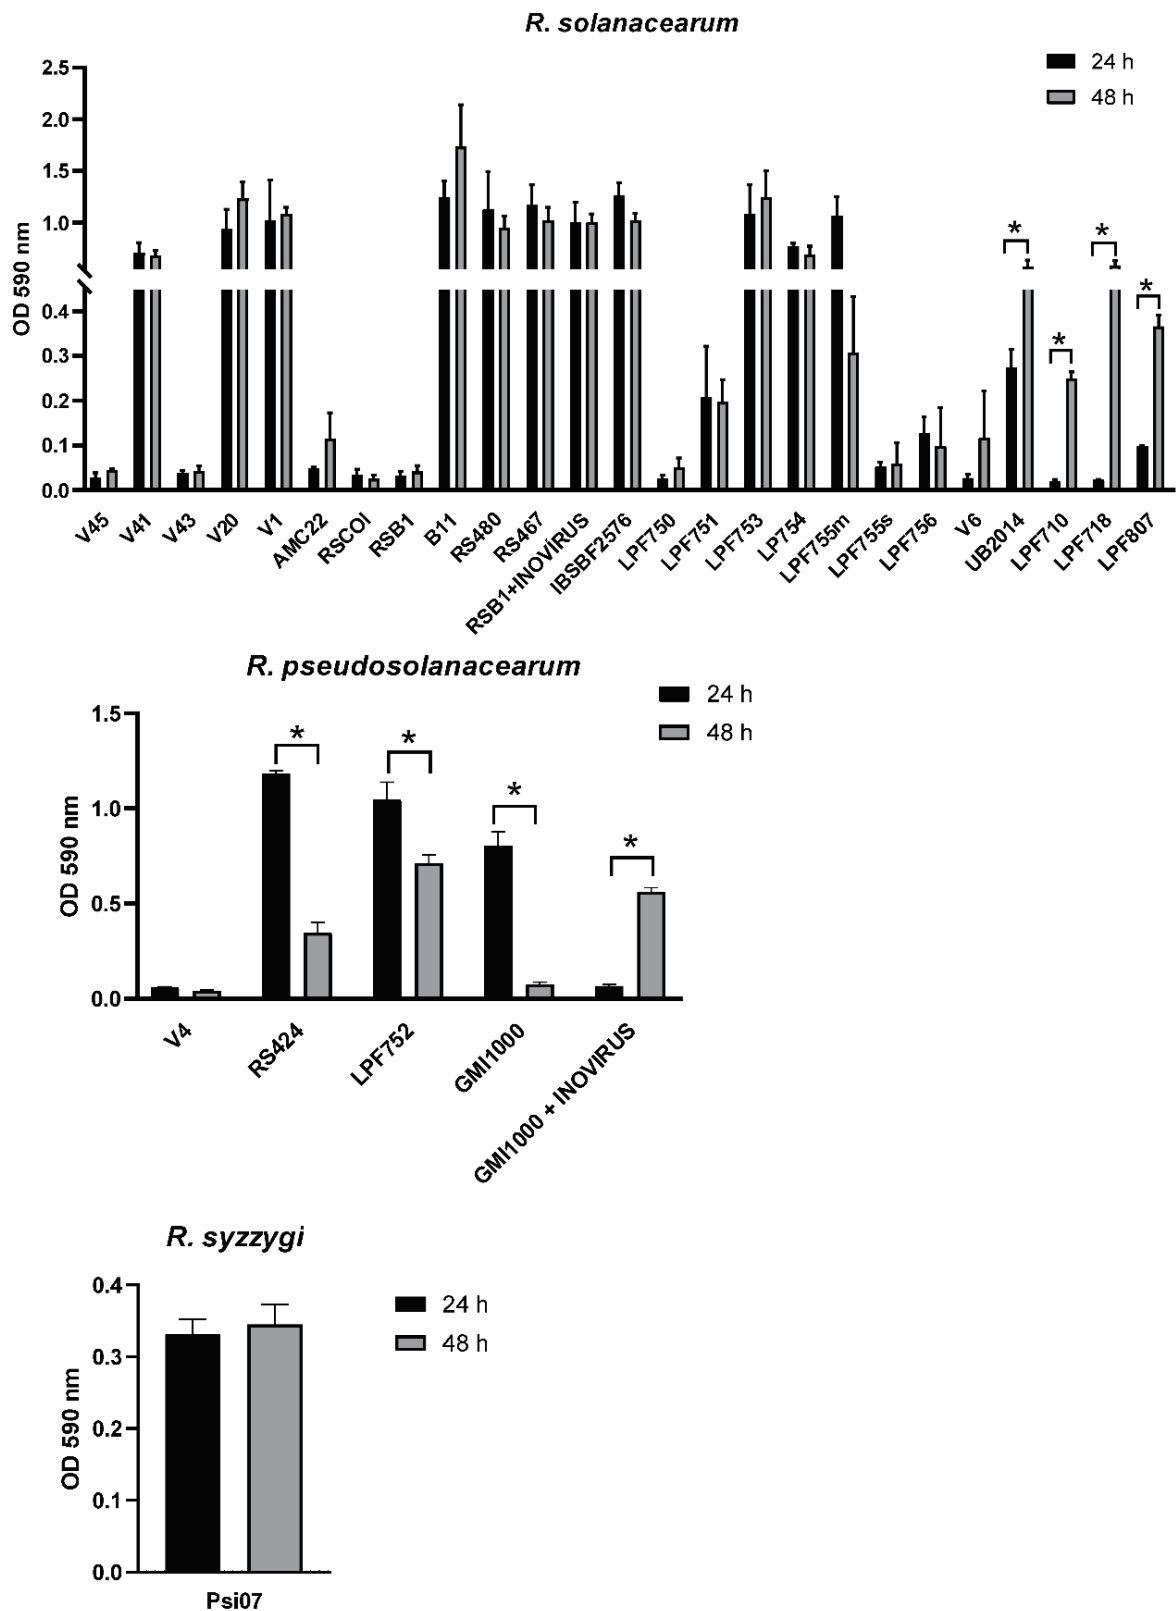 R. solanacearum
24 h
48 h
OD 590 nm
2.5
2.0
1.5
1.0
0.4
0.3
0.2
0.1
0.0
* * * *
V45 V41 V43 V20 V1 AMC22 RSCOI RSB1 B11 RS480 RS467 RSB1+INOVIRUS IBSBF2576 LPF750 LPF751 LPF753 LP754 LPF755m LPF755s LPF756 V6 UB2014 LPF710 LPF718 LPF807
R. pseudosolanacearum
24 h
48 h
OD 590 nm
1.5
1.0
0.5
0.0
* * * *
V4 RS424 LPF752 GMI1000 GMI1000 + INOVIRUS
R. syzzygi
24 h
48 h
OD 590 nm
0.4
0.3
0.2
0.1
0.0
Psi07